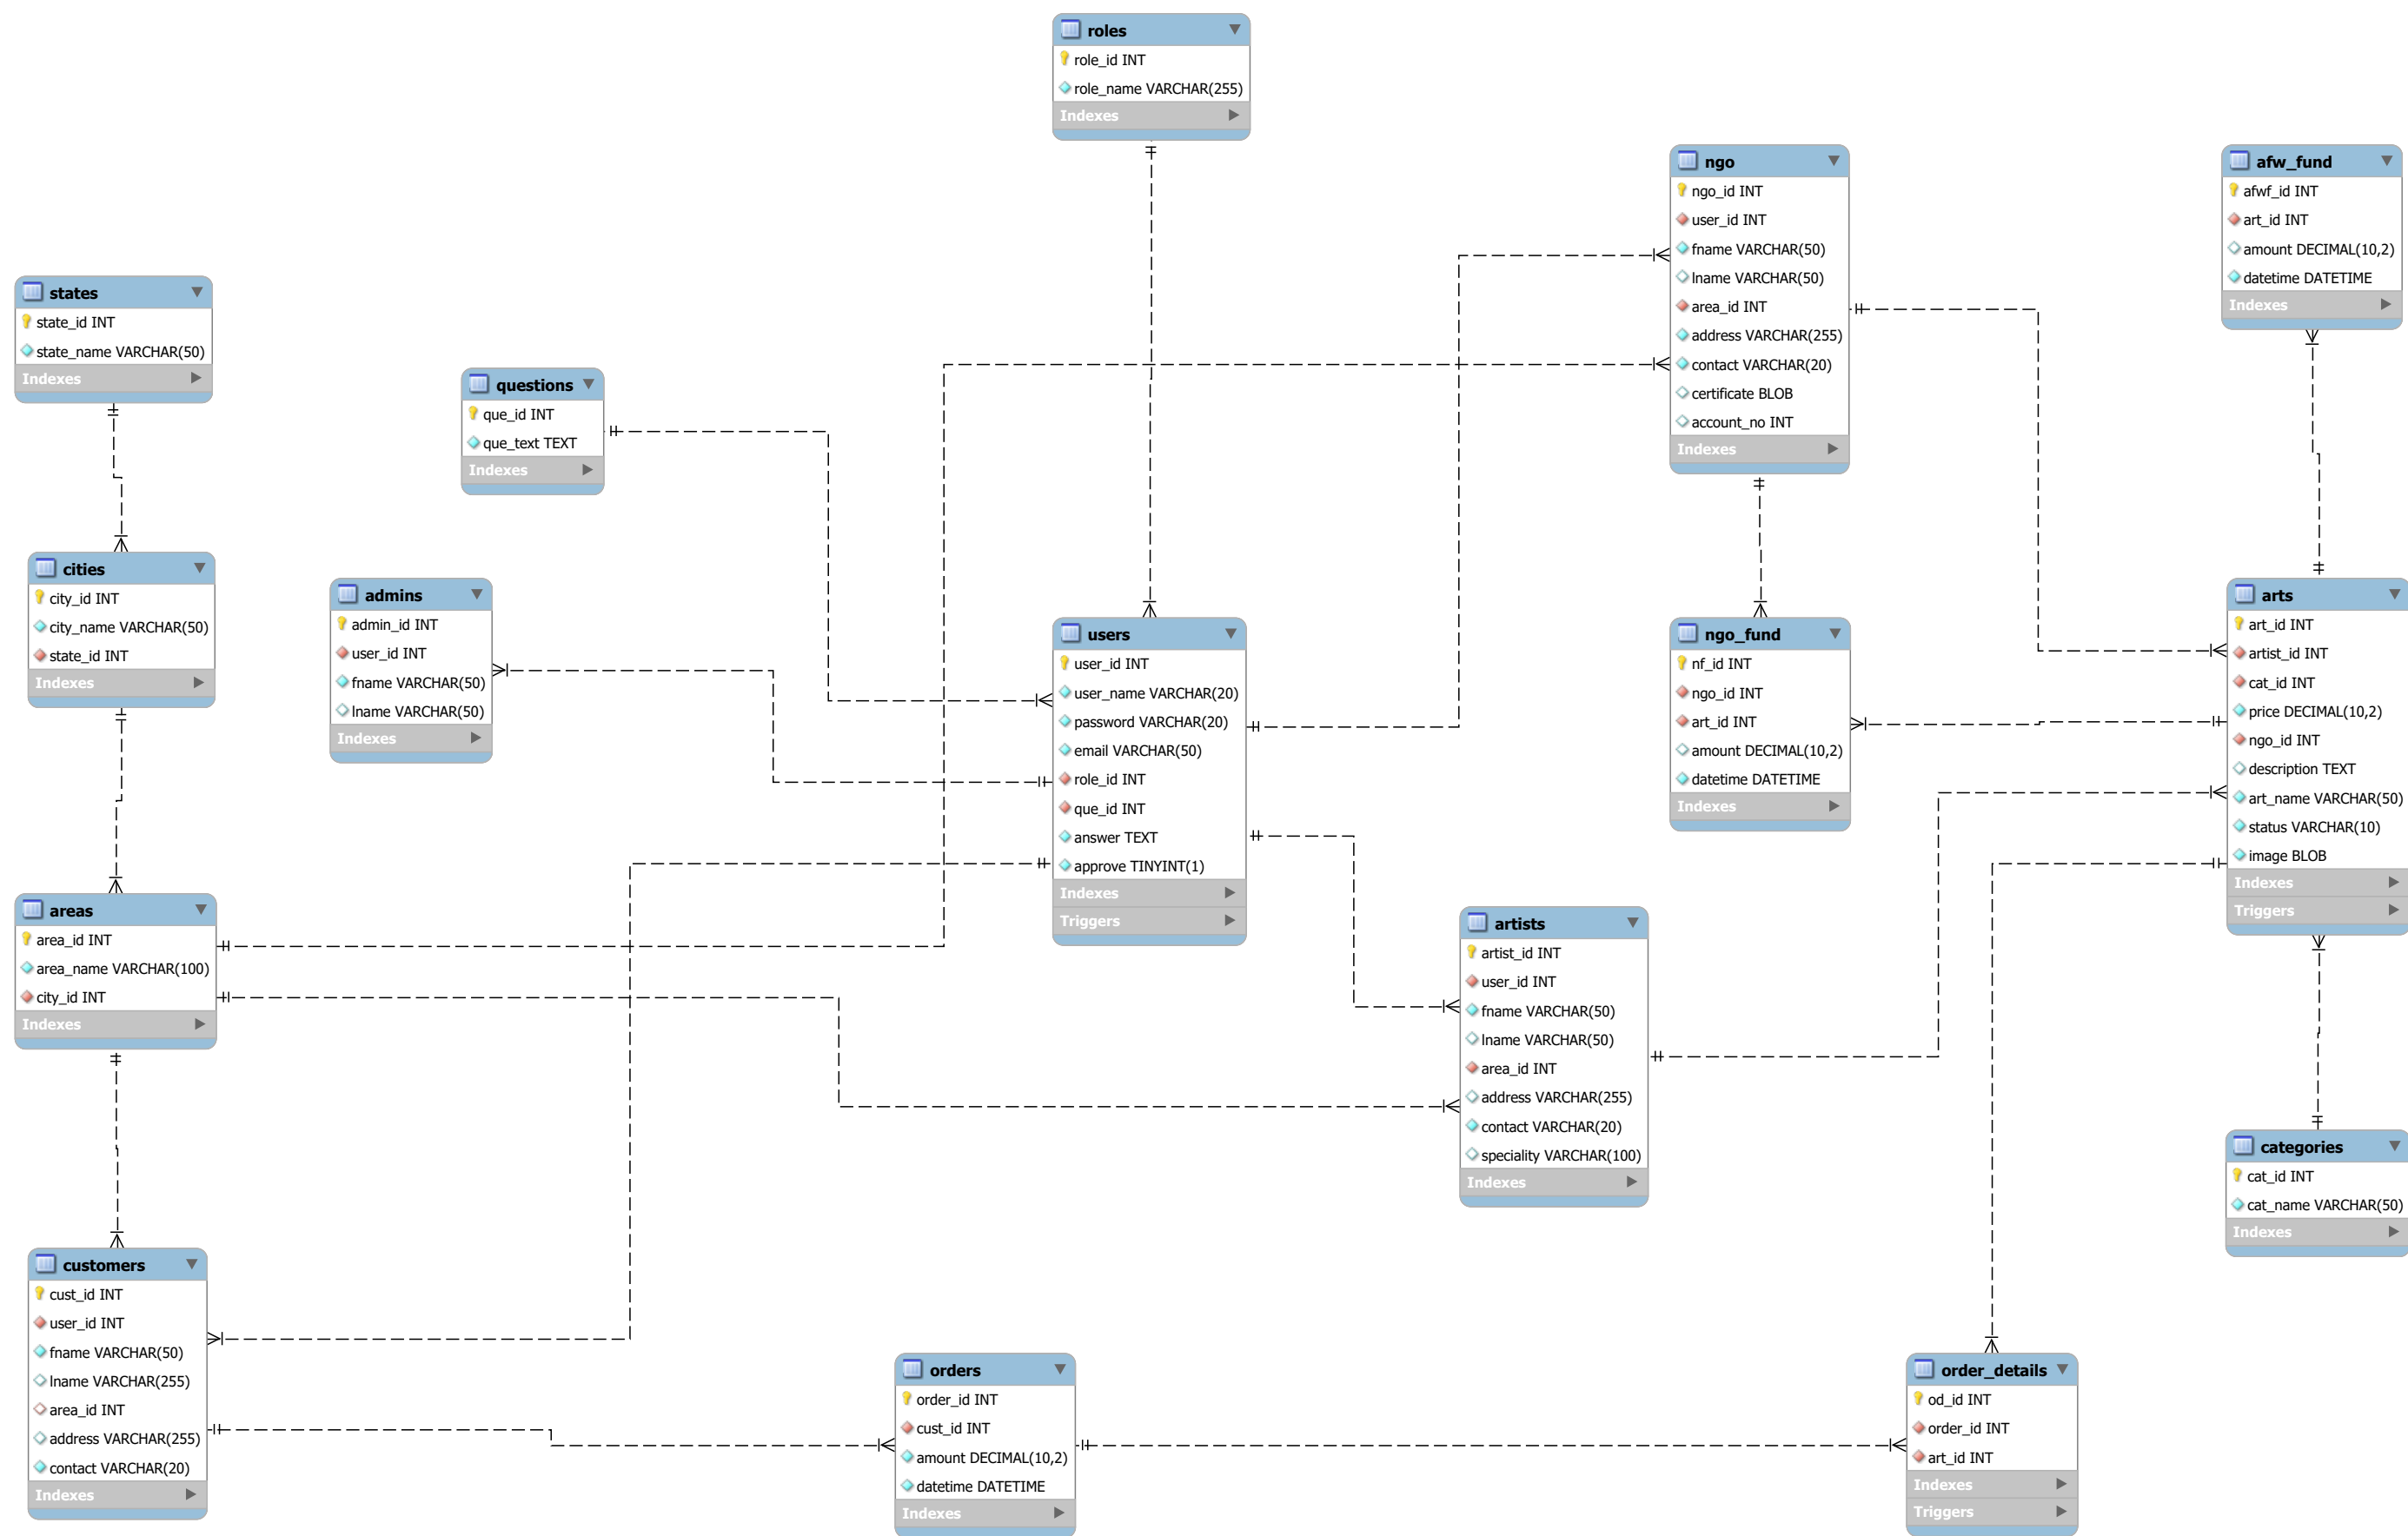 roles
role_id INT
role_name VARCHAR(255)
Indexes
ngo
ngo_id INT
user_id INT
fname VARCHAR(50)
lname VARCHAR(50)
area_id INT
address VARCHAR(255)
contact VARCHAR(20)
certificate BLOB
account_no INT
Indexes
afw_fund
afwf_id INT
art_id INT
amount DECIMAL(10,2)
datetime DATETIME
Indexes
states
state_id INT
state_name VARCHAR(50)
Indexes
questions
que_id INT
que_text TEXT
Indexes
cities
city_id INT
city_name VARCHAR(50)
state_id INT
Indexes
admins
admin_id INT
user_id INT
fname VARCHAR(50)
lname VARCHAR(50)
Indexes
users
user_id INT
user_name VARCHAR(20)
password VARCHAR(20)
email VARCHAR(50)
role_id INT
que_id INT
answer TEXT
approve TINYINT(1)
Indexes
Triggers
ngo_fund
nf_id INT
ngo_id INT
art_id INT
amount DECIMAL(10,2)
datetime DATETIME
Indexes
arts
art_id INT
artist_id INT
cat_id INT
price DECIMAL(10,2)
ngo_id INT
description TEXT
art_name VARCHAR(50)
status VARCHAR(10)
image BLOB
Indexes
Triggers
areas
area_id INT
area_name VARCHAR(100)
city_id INT
Indexes
artists
artist_id INT
user_id INT
fname VARCHAR(50)
lname VARCHAR(50)
area_id INT
address VARCHAR(255)
contact VARCHAR(20)
speciality VARCHAR(100)
Indexes
categories
cat_id INT
cat_name VARCHAR(50)
Indexes
customers
cust_id INT
user_id INT
fname VARCHAR(50)
lname VARCHAR(255)
area_id INT
address VARCHAR(255)
contact VARCHAR(20)
Indexes
orders
order_id INT
cust_id INT
amount DECIMAL(10,2)
datetime DATETIME
Indexes
order_details
od_id INT
order_id INT
art_id INT
Indexes
Triggers